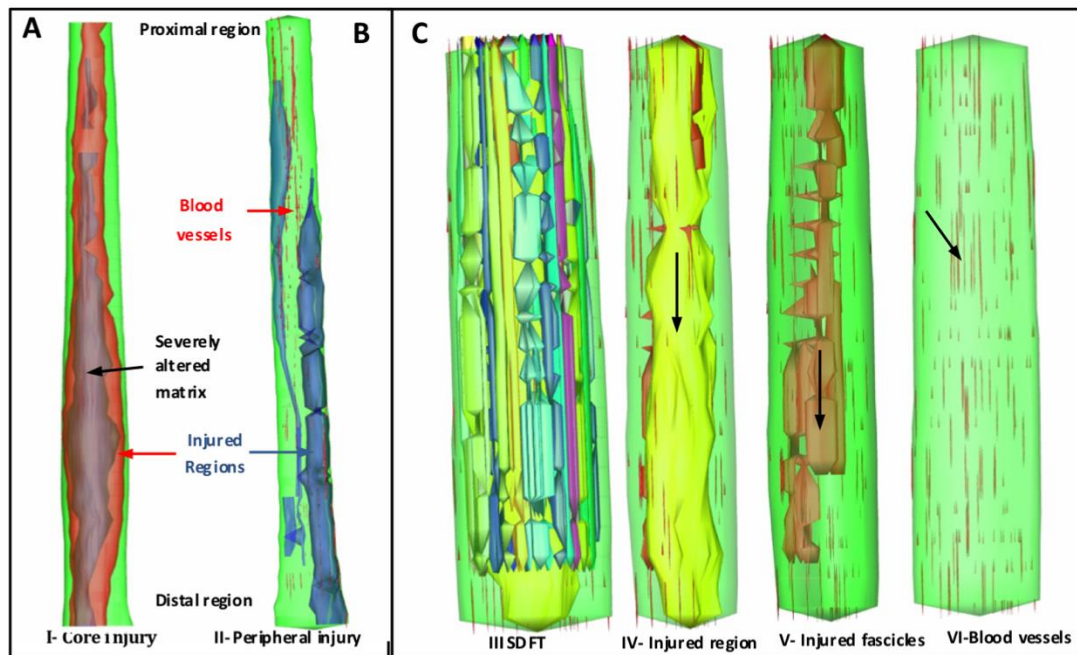 A
Proximal region
B
C
Blood
vessels
Severely
altered
matrix
Injured
Regions
Distal region
I- Core Injury
II- Peripheral injury
III SDFT
IV- Injured region
V- Injured fascicles
VI-Blood vessels